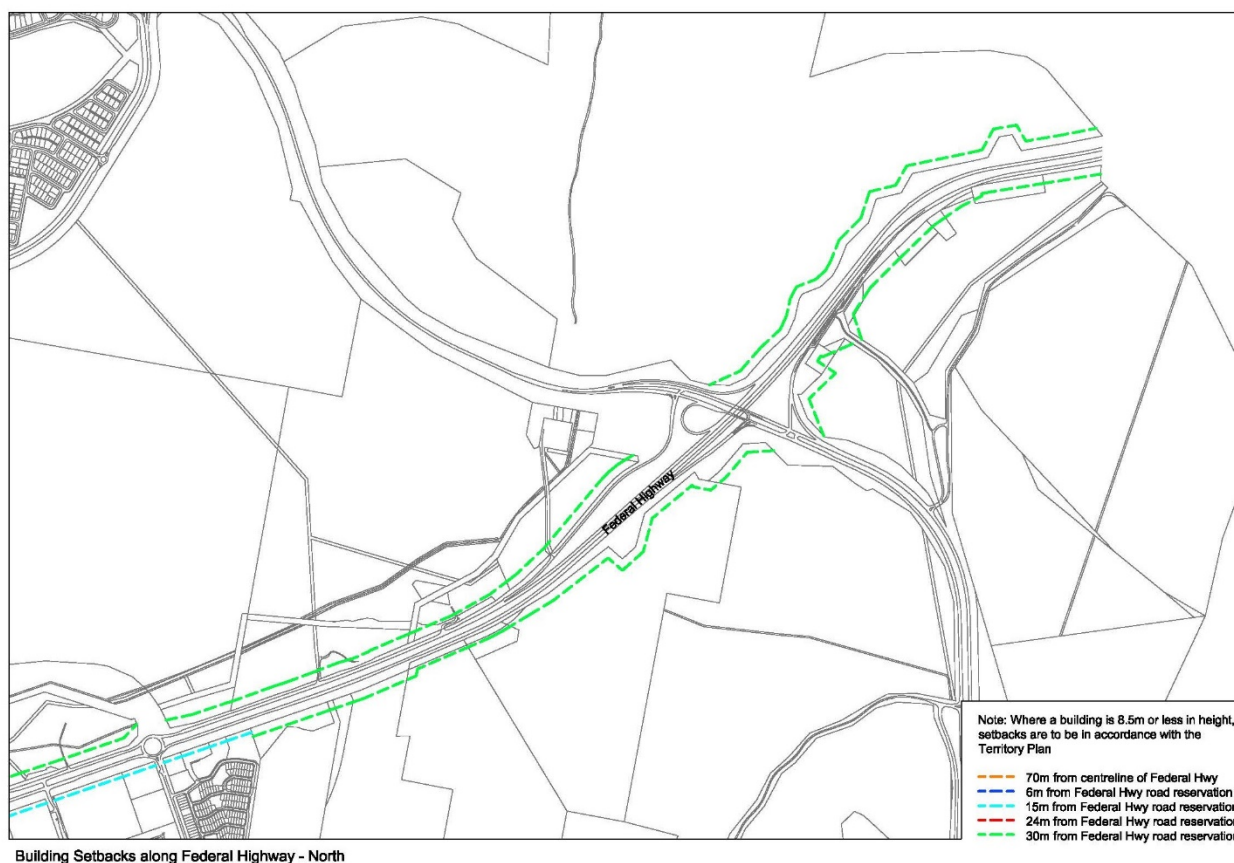 Federal Highway
Note: Where a building is 8.5m or less in height,
setbacks are to be in accordance with the
Territory Plan
70m from centreline of Federal Hwy
6m from Federal Hwy road reservation
15m from Federal Hwy road reservation
24m from Federal Hwy road reservation
30m from Federal Hwy road reservation
Building Setbacks along Federal Highway - North